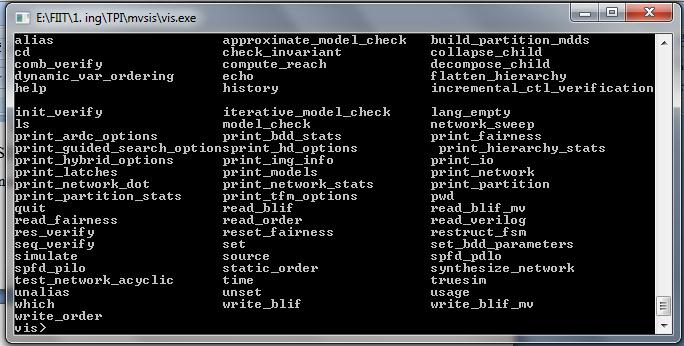 E:\FIIT\1. ing\TPI\mvsis\vis.exe
alias approximate_model_check build_partition_mdds
cd check_invariant collapse_child
comb_verify compute_reach decompose_child
dynamic_var_ordering echo flatten_hierarchy
help history incremental_ctl_verification
init_verify iterative_model_check lang_empty
ls model_check network_sweep
print_ardc_options print_bdd_stats print_fairness
print_guided_search_optionsprint_hd_options print_hierarchy_stats
print_hybrid_options print_img_info print_io
print_latches print_models print_network
print_network_dot print_network_stats print_partition
print_partition_stats print_tfm_options pwd
quit read_blif read_blif_mv
read_fairness read_order read_verilog
res_verify reset_fairness restruct_fsm
seq_verify set set_bdd_parameters
simulate source spfd_pdlo
spfd_pilo static_order synthesize_network
test_network_acyclic time truesim
unalias unset usage
which write_blif write_blif_mv
write_order
vis>